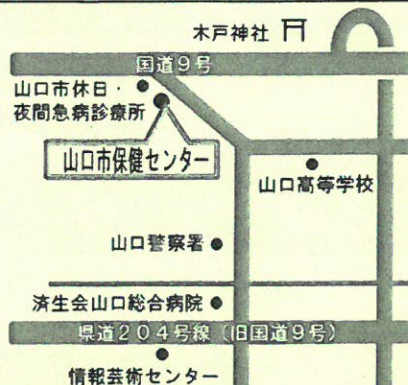 木戸神社
国道9号
山口市休日・
夜間急病診療所
山口市保健センター
山口高等学校
山口警察署
済生会山口総合病院
県道204号線（旧国道9号）
情報芸術センター